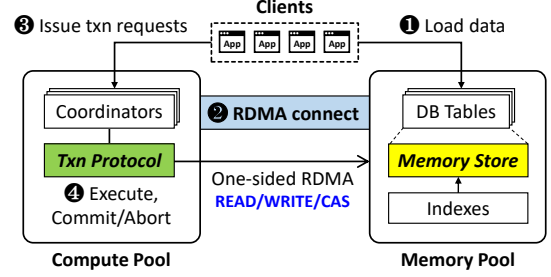 Clients
❸ Issue txn requests
App App App App
❶ Load data
Coordinators
❷ RDMA connect
DB Tables
Txn Protocol
Memory Store
❹ Execute,
Commit/Abort
One-sided RDMA
READ/WRITE/CAS
Indexes
Compute Pool
Memory Pool